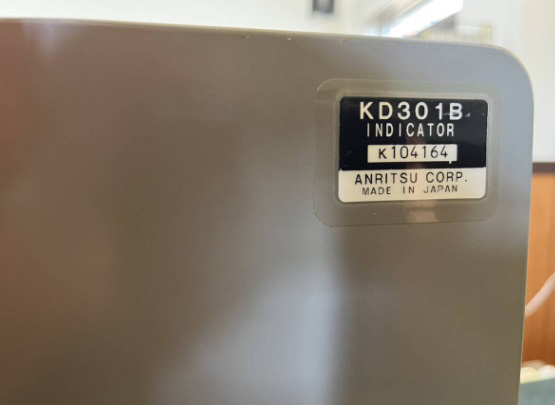 KD301B
INDICATOR
K104164
ANRITSU CORP.
MADE IN JAPAN